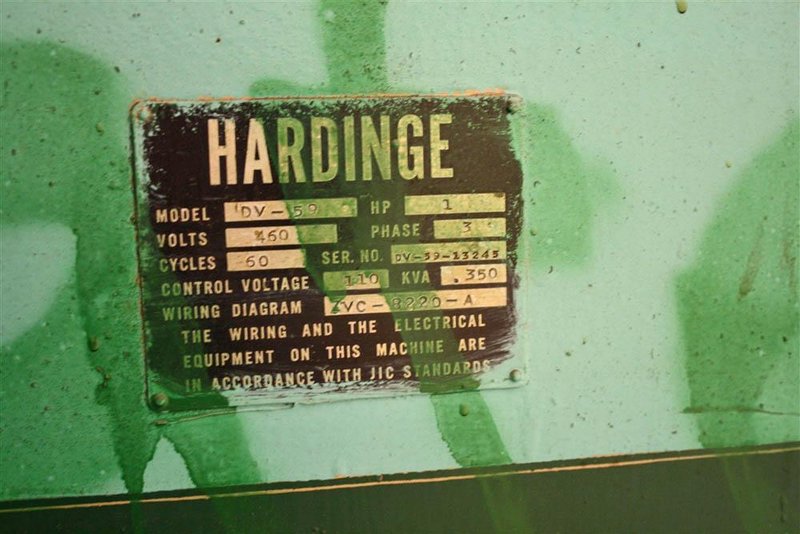 HARDINGE
MODEL DV-59 HP 1
VOLTS 460 PHASE 3
CYCLES 60 SER. NO. DV-59-13245
CONTROL VOLTAGE 110 KVA .350
WIRING DIAGRAM ZVC-8220-A
THE WIRING AND THE ELECTRICAL
EQUIPMENT ON THIS MACHINE ARE
IN ACCORDANCE WITH JIC STANDARDS